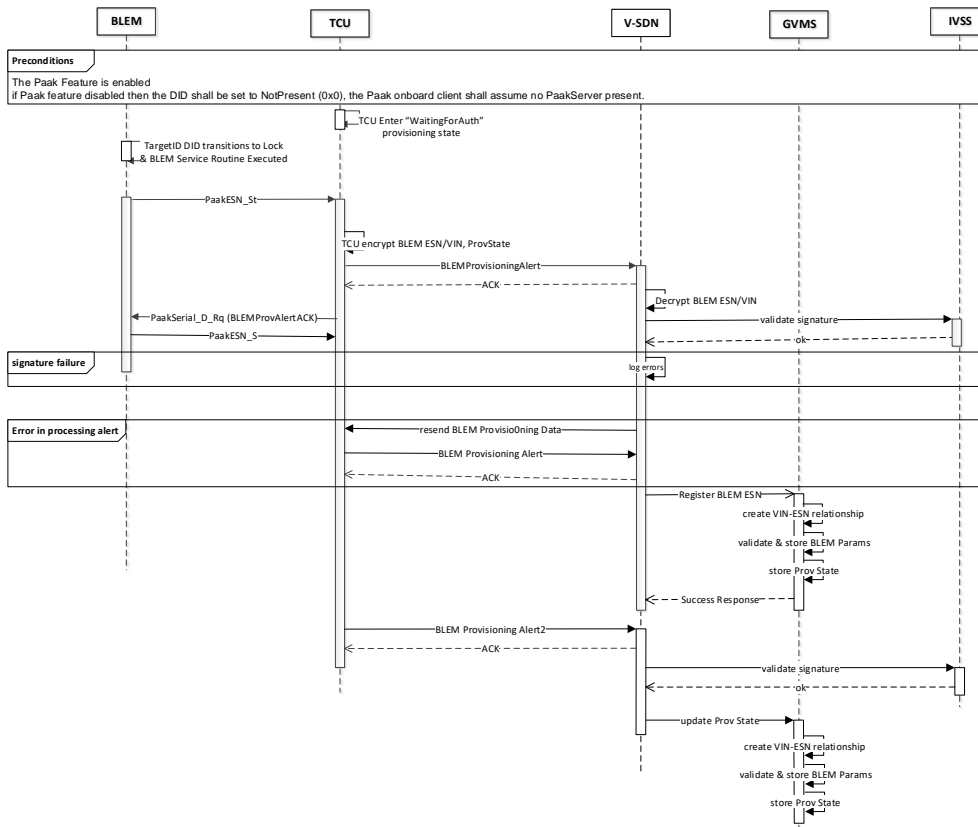 BLEM
TCU
V-SDN
GVMS
IVSS
Preconditions
The Paak Feature is enabled
if Paak feature disabled then the DID shall be set to NotPresent (0x0), the Paak onboard client shall assume no PaakServer present.
TCU Enter “WaitingForAuth”
provisioning state
TargetID DID transitions to Lock
& BLEM Service Routine Executed
PaakESN_St
TCU encrypt BLEM ESN/VIN, ProvState
BLEMProvisioningAlert
ACK
Decrypt BLEM ESN/VIN
PaakSerial_D_Rq (BLEMProvAlertACK)
validate signature
PaakESN_S
ok
signature failure
log errors
Error in processing alert
resend BLEM Provisio0ning Data
BLEM Provisioning Alert
ACK
Register BLEM ESN
create VIN-ESN relationship
validate & store BLEM Params
store Prov State
Success Response
BLEM Provisioning Alert2
ACK
validate signature
ok
update Prov State
create VIN-ESN relationship
validate & store BLEM Params
store Prov State